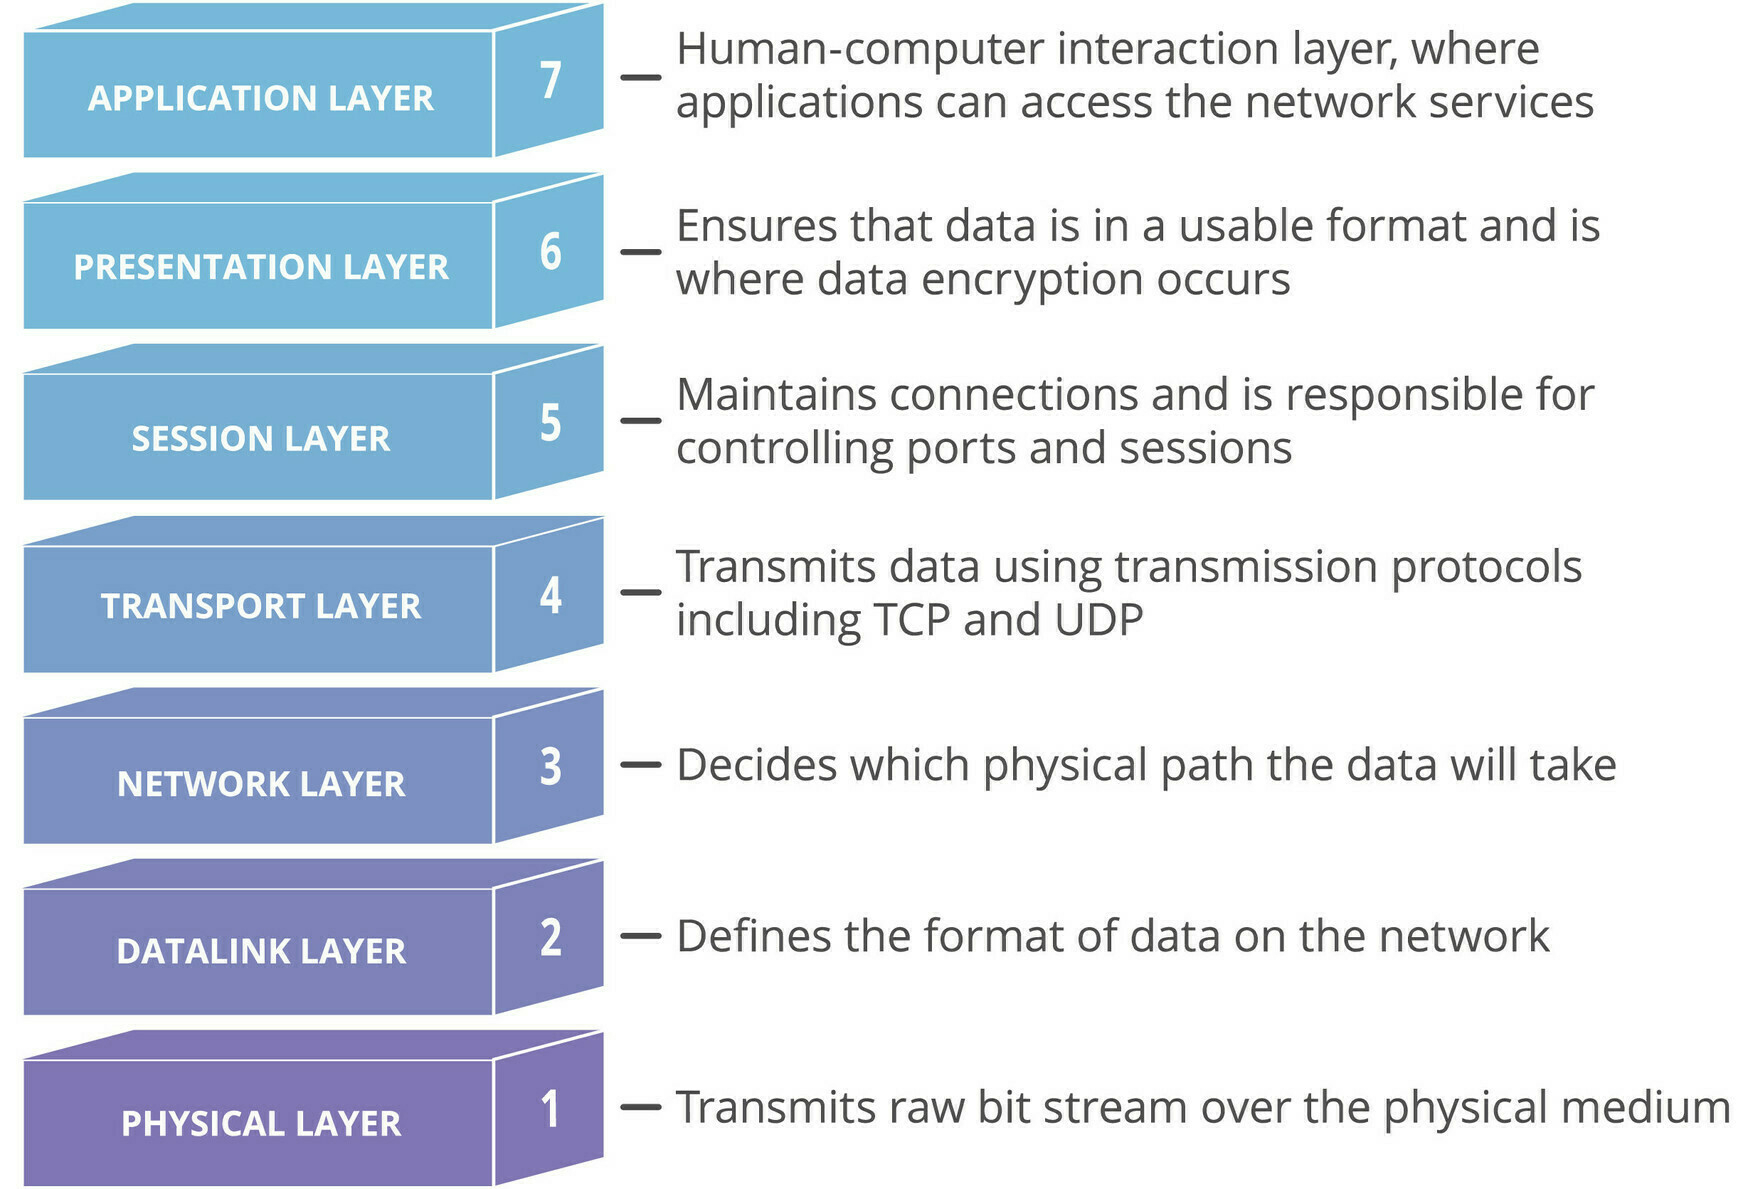 APPLICATION LAYER
7
Human-computer interaction layer, where
applications can access the network services
PRESENTATION LAYER
6
Ensures that data is in a usable format and is
where data encryption occurs
SESSION LAYER
5
Maintains connections and is responsible for
controlling ports and sessions
TRANSPORT LAYER
4
Transmits data using transmission protocols
including TCP and UDP
NETWORK LAYER
3
Decides which physical path the data will take
DATALINK LAYER
2
Defines the format of data on the network
PHYSICAL LAYER
1
Transmits raw bit stream over the physical medium